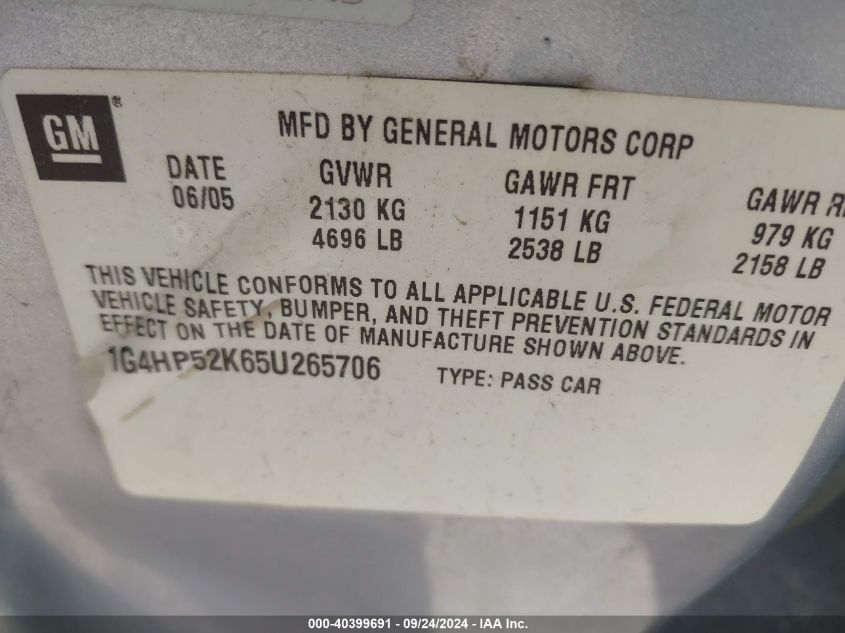 GM ®
MFD BY GENERAL MOTORS CORP
DATE GVWR GAWR FRT GAWR
06/05 2130 KG 1151 KG 979 KG
4696 LB 2538 LB 2158 LB
THIS VEHICLE CONFORMS TO ALL APPLICABLE U.S. FEDERAL MOTOR
VEHICLE SAFETY, BUMPER, AND THEFT PREVENTION STANDARDS IN
EFFECT ON THE DATE OF MANUFACTURE SHOWN ABOVE.
1G4HP52K65U265706 TYPE: PASS CAR
000-40399691 - 09/24/2024 - IAA Inc.